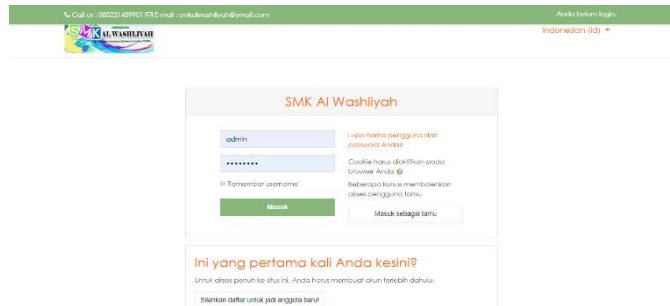 Call us : 085221489901 E-mail : smkalwashliyah@ymail.com
Anda belum login.
SMK AL WASHLIYAH
Indonesian (id)
SMK Al Washliyah
admin
Lupa nama pengguna dan
password Anda?
Cookie harus diaktifkan pada
browser Anda
Remember username
Beberapa kursus membolehkan
akses pengguna tamu
Masuk
Masuk sebagai tamu
Ini yang pertama kali Anda kesini?
Untuk akses penuh ke situs ini, Anda harus membuat akun terlebih dahulu.
Silahkan daftar untuk jadi anggota baru!